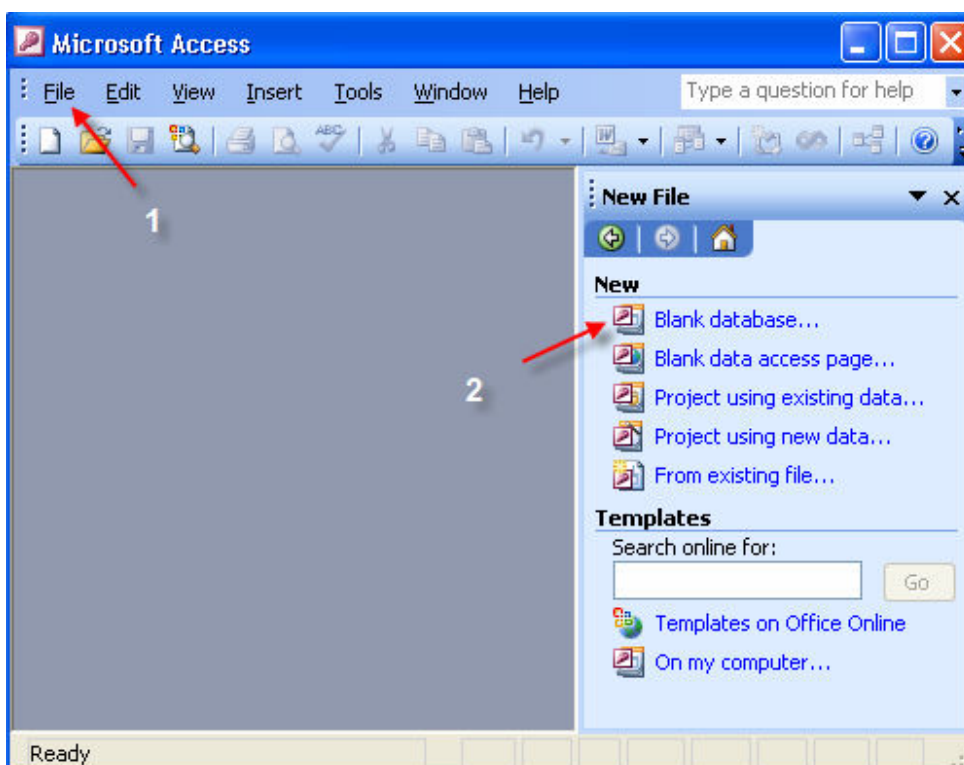 Microsoft Access
File Edit View Insert Tools Window Help Type a question for help
ABC
1
New File
New
Blank database...
2
Blank data access page...
Project using existing data...
Project using new data...
From existing file...
Templates
Search online for:
Go
Templates on Office Online
On my computer...
Ready